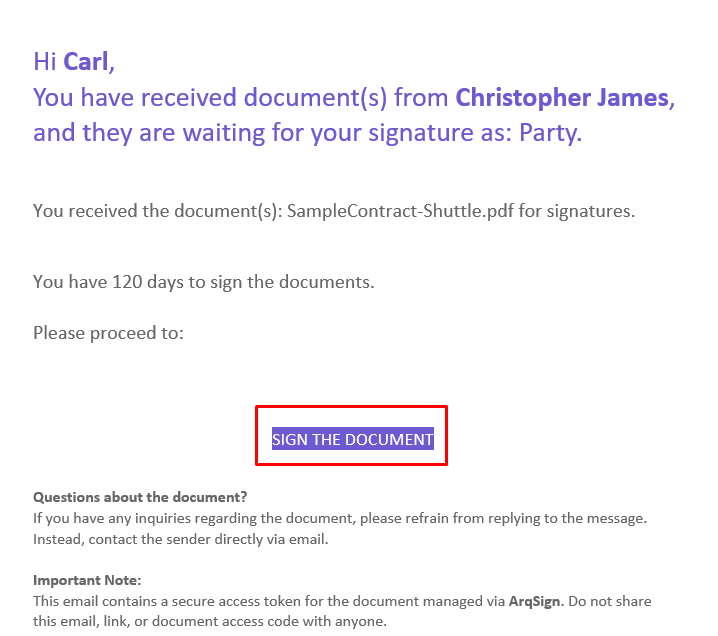 Hi Carl,
You have received document(s) from Christopher James,
and they are waiting for your signature as: Party.
You received the document(s): SampleContract-Shuttle.pdf for signatures.
You have 120 days to sign the documents.
Please proceed to:
SIGN THE DOCUMENT
Questions about the document?
If you have any inquiries regarding the document, please refrain from replying to the message.
Instead, contact the sender directly via email.
Important Note:
This email contains a secure access token for the document managed via ArqSign. Do not share
this email, link, or document access code with anyone.